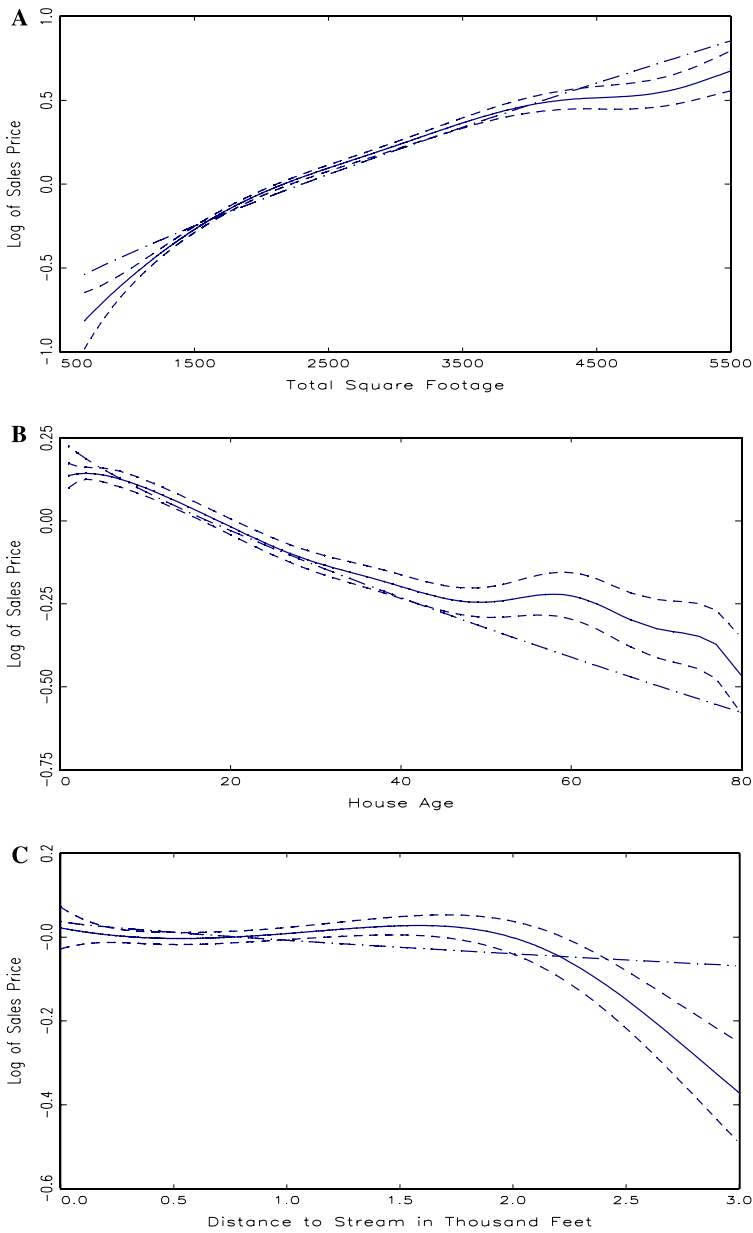 A
Log of Sales Price
1.0
0.5
0.0
−0.5
−1.0
500 1500 2500 3500 4500 5500
Total Square Footage
B
Log of Sales Price
0.25
0.00
−0.25
−0.50
−0.75
0 20 40 60 80
House Age
C
Log of Sales Price
0.2
0.0
−0.2
−0.4
−0.6
0.0 0.5 1.0 1.5 2.0 2.5 3.0
Distance to Stream in Thousand Feet